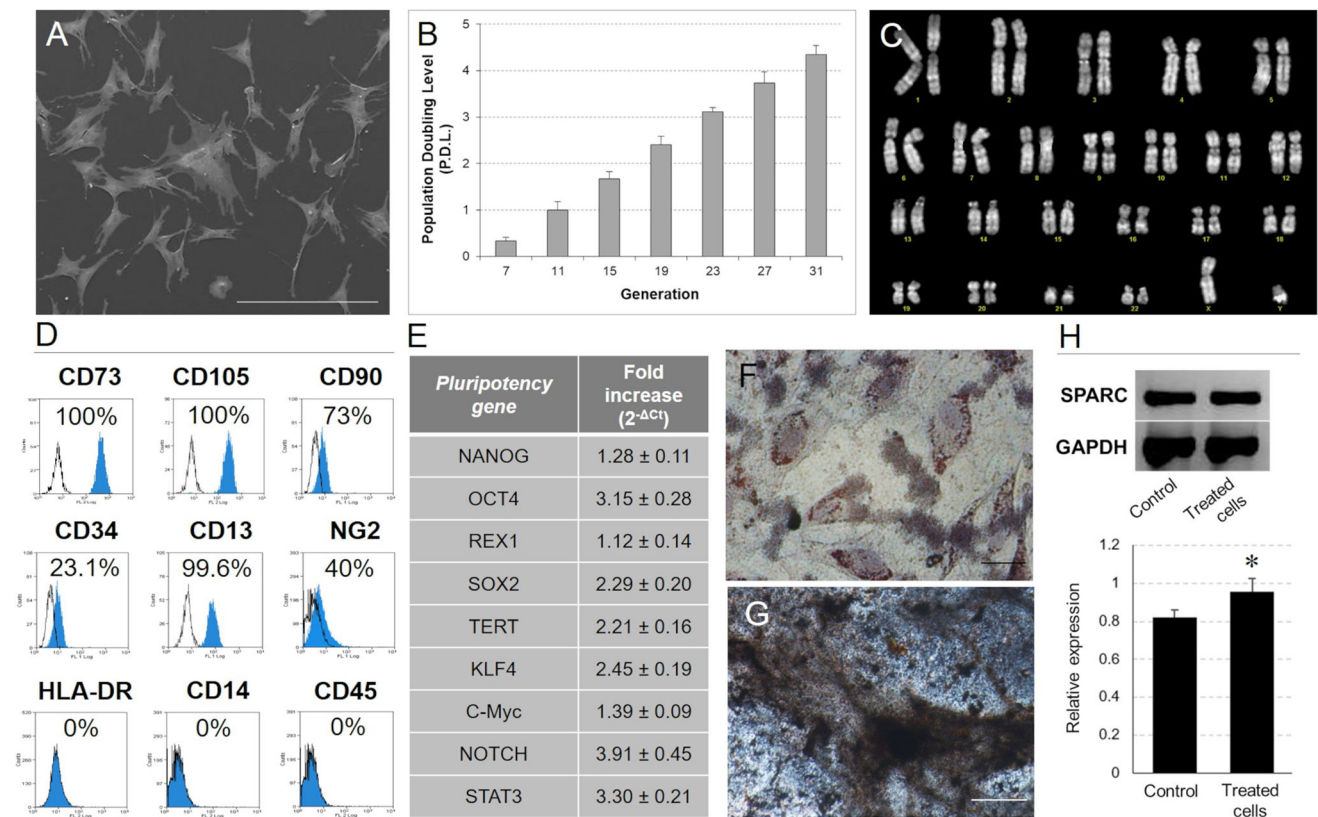 A
B
Population Doubling Level
(P.D.L.)
5
4
3
2
1
0
7 11 15 19 23 27 31
Generation
C
1 2 3 4 5
6 7 8 9 10 11 12
13 14 15 16 17 18
19 20 21 22 X Y
D
CD73 CD105 CD90
100% 100% 73%
CD34 CD13 NG2
23.1% 99.6% 40%
HLA-DR CD14 CD45
0% 0% 0%
E
Pluripotency gene Fold increase (2^-ΔCt)
NANOG 1.28 ± 0.11
OCT4 3.15 ± 0.28
REX1 1.12 ± 0.14
SOX2 2.29 ± 0.20
TERT 2.21 ± 0.16
KLF4 2.45 ± 0.19
C-Myc 1.39 ± 0.09
NOTCH 3.91 ± 0.45
STAT3 3.30 ± 0.21
F
G
H
SPARC
GAPDH
Control Treated cells
Relative expression
1.2
1
0.8
0.6
0.4
0.2
0
*
Control Treated cells